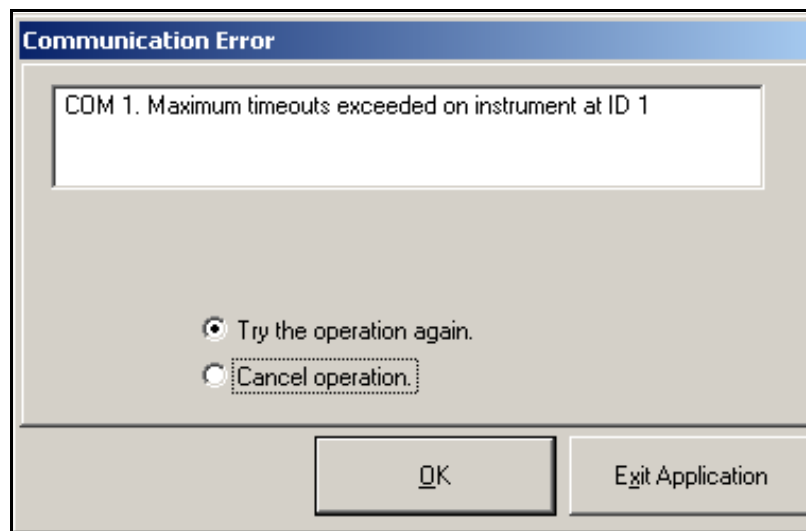 Communication Error
COM 1. Maximum timeouts exceeded on instrument at ID 1
Try the operation again.
Cancel operation.
OK
Exit Application